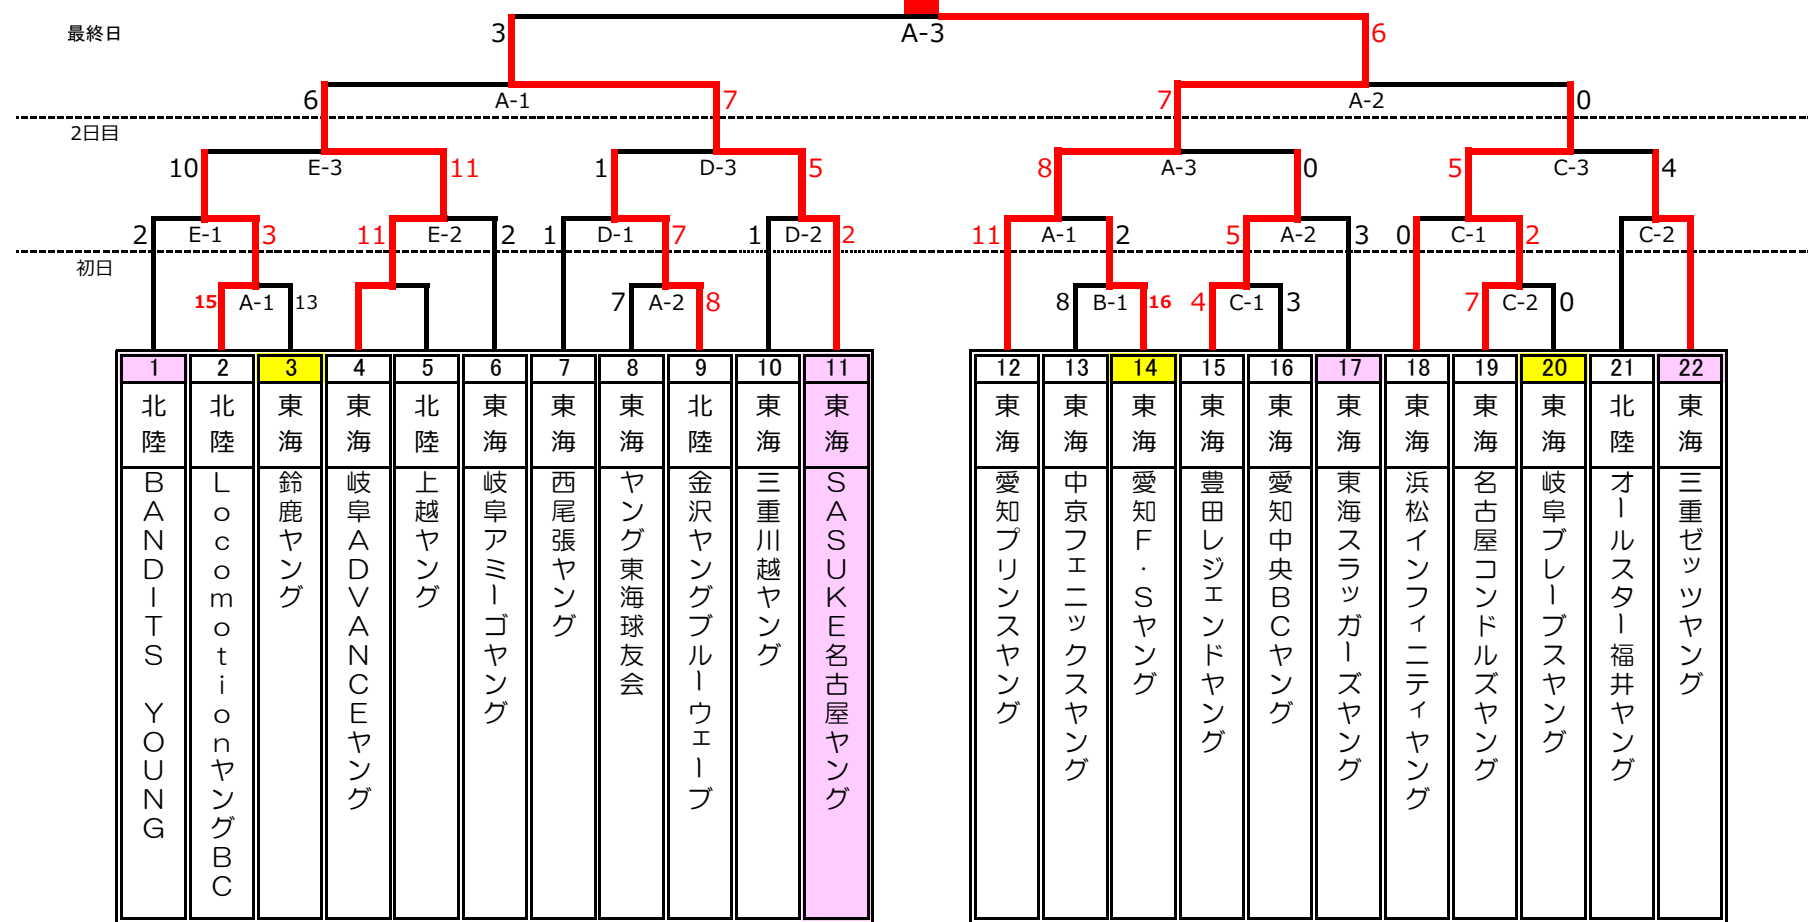 最終日
3
A-3
6
6
A-1
7
7
A-2
0
2日目
10
E-3
11
1
D-3
5
8
A-3
0
5
C-3
4
2
E-1
3
11
E-2
2
1
D-1
7
1
D-2
2
11
A-1
2
5
A-2
3
0
C-1
2
C-2
初日
15
A-1
13
7
A-2
8
8
B-1
16
4
C-1
3
7
C-2
0
1
2
3
4
5
6
7
8
9
10
11
12
13
14
15
16
17
18
19
20
21
22
北陸
北陸
東海
東海
北陸
東海
東海
東海
北陸
東海
東海
東海
東海
東海
東海
東海
東海
東海
東海
東海
北陸
東海
BANDITS YOUNG
LocomotionヤングBC
鈴鹿ヤング
岐阜ADVANCEヤング
上越ヤング
岐阜アミーゴヤング
西尾張ヤング
ヤング東海球友会
金沢ヤングブルーウェーブ
三重川越ヤング
SASUKE名古屋ヤング
愛知プリンスヤング
中京フェニックスヤング
愛知F・Sヤング
豊田レジェンドヤング
愛知中央BCヤング
東海スラッガーズヤング
浜松インフィニティヤング
名古屋コンドルズヤング
岐阜ブレーブスヤング
オールスター福井ヤング
三重ゼッツヤング